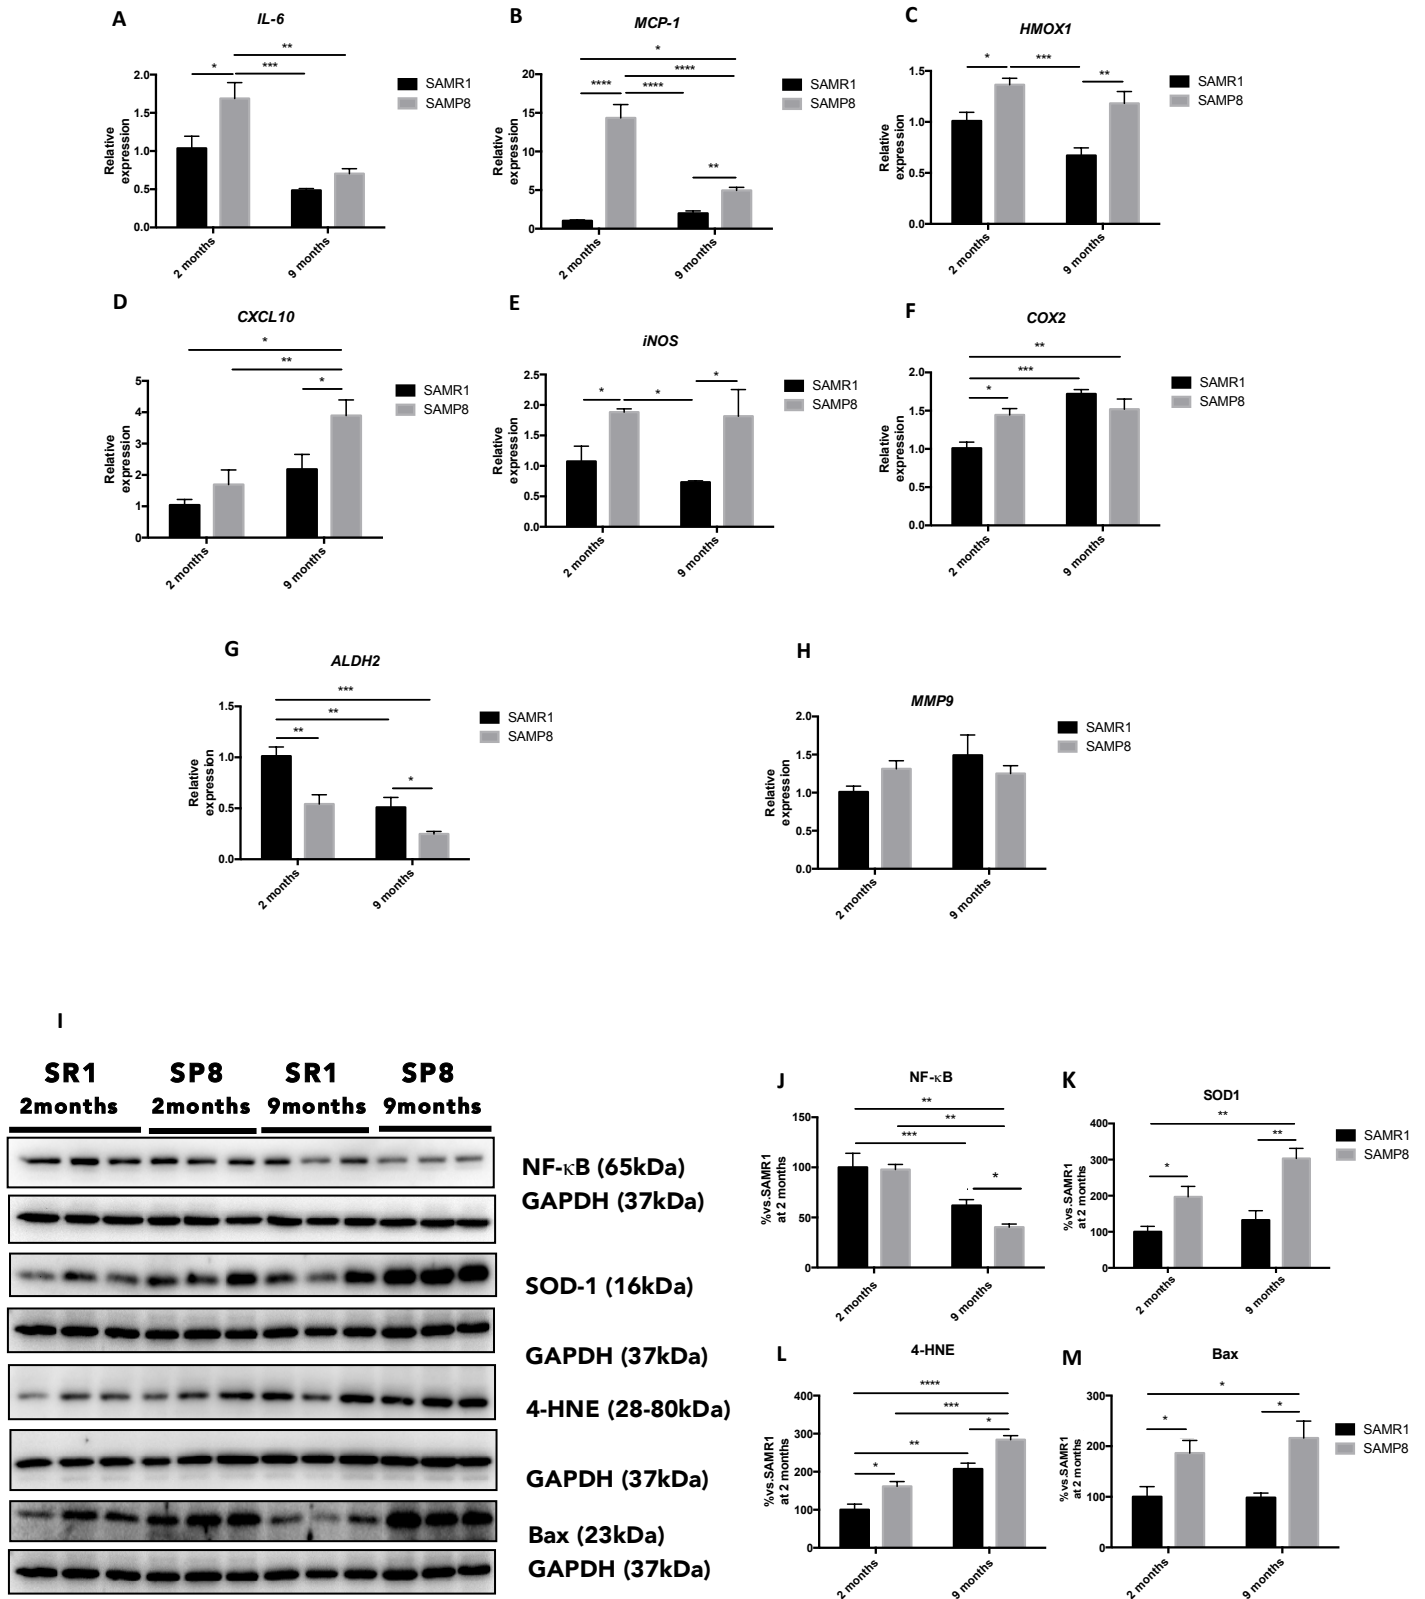 A
IL-6
* *** **
2.0
1.5
1.0
0.5
0.0
Relative
expression
2 months
9 months
SAMR1
SAMP8
B
MCP-1
*
****
**** ****
**
20
15
10
5
0
Relative
expression
2 months
9 months
SAMR1
SAMP8
C
HMOX1
* *** **
1.5
1.0
0.5
0.0
Relative
expression
2 months
9 months
SAMR1
SAMP8
D
CXCL10
*
**
*
5
4
3
2
1
0
Relative
expression
2 months
9 months
SAMR1
SAMP8
E
iNOS
* * *
2.5
2.0
1.5
1.0
0.5
0.0
Relative
expression
2 months
9 months
SAMR1
SAMP8
F
COX2
**
***
*
2.0
1.5
1.0
0.5
0.0
Relative
expression
2 months
9 months
SAMR1
SAMP8
G
ALDH2
***
**
**
*
1.5
1.0
0.5
0.0
Relative
expression
2 months
9 months
SAMR1
SAMP8
H
MMP9
2.0
1.5
1.0
0.5
0.0
Relative
expression
2 months
9 months
SAMR1
SAMP8
I
SR1 SP8 SR1 SP8
2months 2months 9months 9months
NF-κB (65kDa)
GAPDH (37kDa)
SOD-1 (16kDa)
GAPDH (37kDa)
4-HNE (28-80kDa)
GAPDH (37kDa)
Bax (23kDa)
GAPDH (37kDa)
J
NF-κB
**
**
***
*
150
100
50
0
%vs.SAMR1
at 2 months
2 months
9 months
K
SOD1
**
**
*
400
300
200
100
0
%vs.SAMR1
at 2 months
2 months
9 months
SAMR1
SAMP8
L
4-HNE
****
***
*
**
*
400
300
200
100
0
%vs.SAMR1
at 2 months
2 months
9 months
M
Bax
*
* *
300
200
100
0
%vs.SAMR1
at 2 months
2 months
9 months
SAMR1
SAMP8